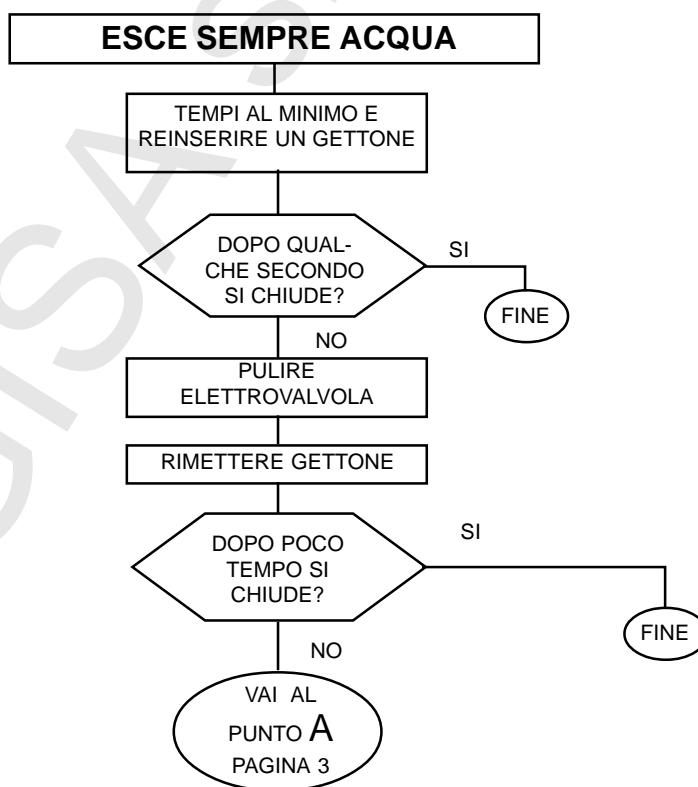 ESCE SEMPRE ACQUA
TEMPI AL MINIMO E
REINSERIRE UN GETTONE
DOPO QUAL-
CHE SECONDO
SI CHIUDE?
SI
FINE
NO
PULIRE
ELETTROVALVOLA
RIMETTERE GETTONE
DOPO POCO
TEMPO SI
CHIUDE?
SI
FINE
NO
VAI AL
PUNTO A
PAGINA 3